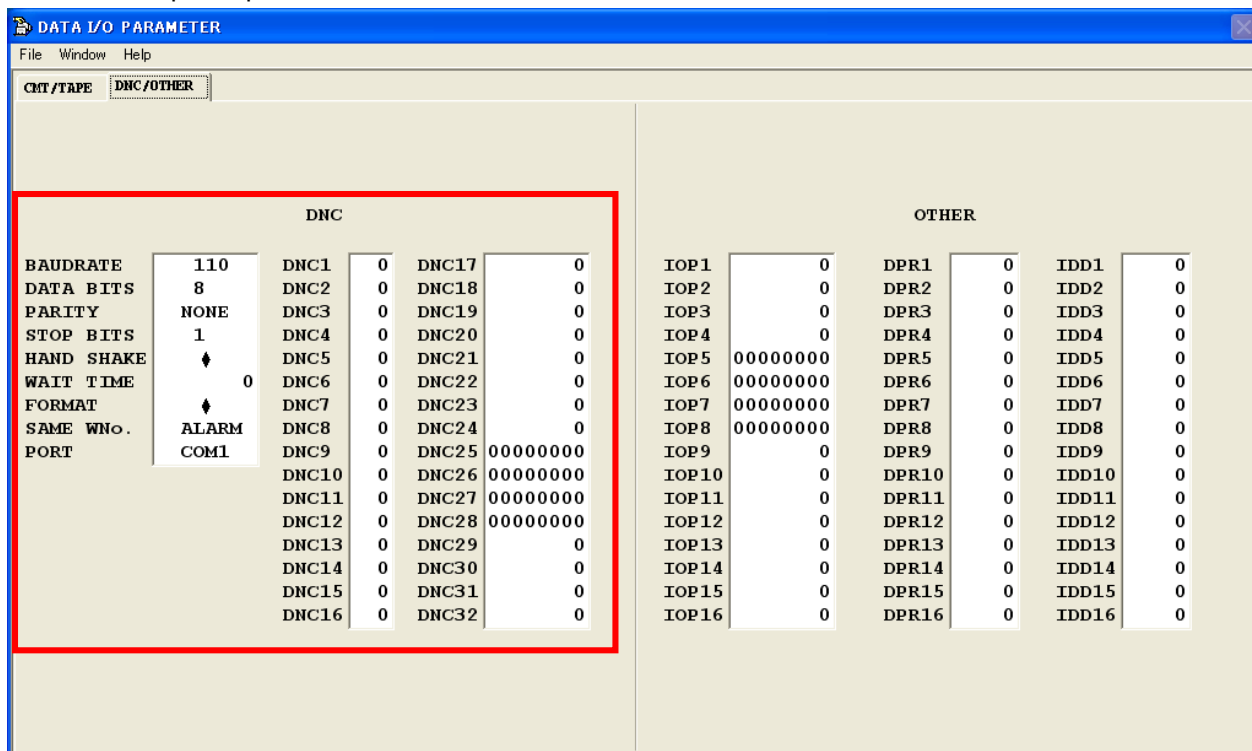 DATA I/O PARAMETER
File Window Help
CMT/TAPE DNC/OTHER
DNC OTHER
BAUDRATE 110 DNC1 0 DNC17 0 IOP1 0 DPR1 0 IDD1 0
DATA BITS 8 DNC2 0 DNC18 0 IOP2 0 DPR2 0 IDD2 0
PARITY NONE DNC3 0 DNC19 0 IOP3 0 DPR3 0 IDD3 0
STOP BITS 1 DNC4 0 DNC20 0 IOP4 0 DPR4 0 IDD4 0
HAND SHAKE ♦ DNC5 0 DNC21 0 IOP5 00000000 DPR5 0 IDD5 0
WAIT TIME 0 DNC6 0 DNC22 0 IOP6 00000000 DPR6 0 IDD6 0
FORMAT ♦ DNC7 0 DNC23 0 IOP7 00000000 DPR7 0 IDD7 0
SAME WNo. ALARM DNC8 0 DNC24 0 IOP8 00000000 DPR8 0 IDD8 0
PORT COM1 DNC9 0 DNC25 00000000 IOP9 0 DPR9 0 IDD9 0
DNC10 0 DNC26 00000000 IOP10 0 DPR10 0 IDD10 0
DNC11 0 DNC27 00000000 IOP11 0 DPR11 0 IDD11 0
DNC12 0 DNC28 00000000 IOP12 0 DPR12 0 IDD12 0
DNC13 0 DNC29 0 IOP13 0 DPR13 0 IDD13 0
DNC14 0 DNC30 0 IOP14 0 DPR14 0 IDD14 0
DNC15 0 DNC31 0 IOP15 0 DPR15 0 IDD15 0
DNC16 0 DNC32 0 IOP16 0 DPR16 0 IDD16 0